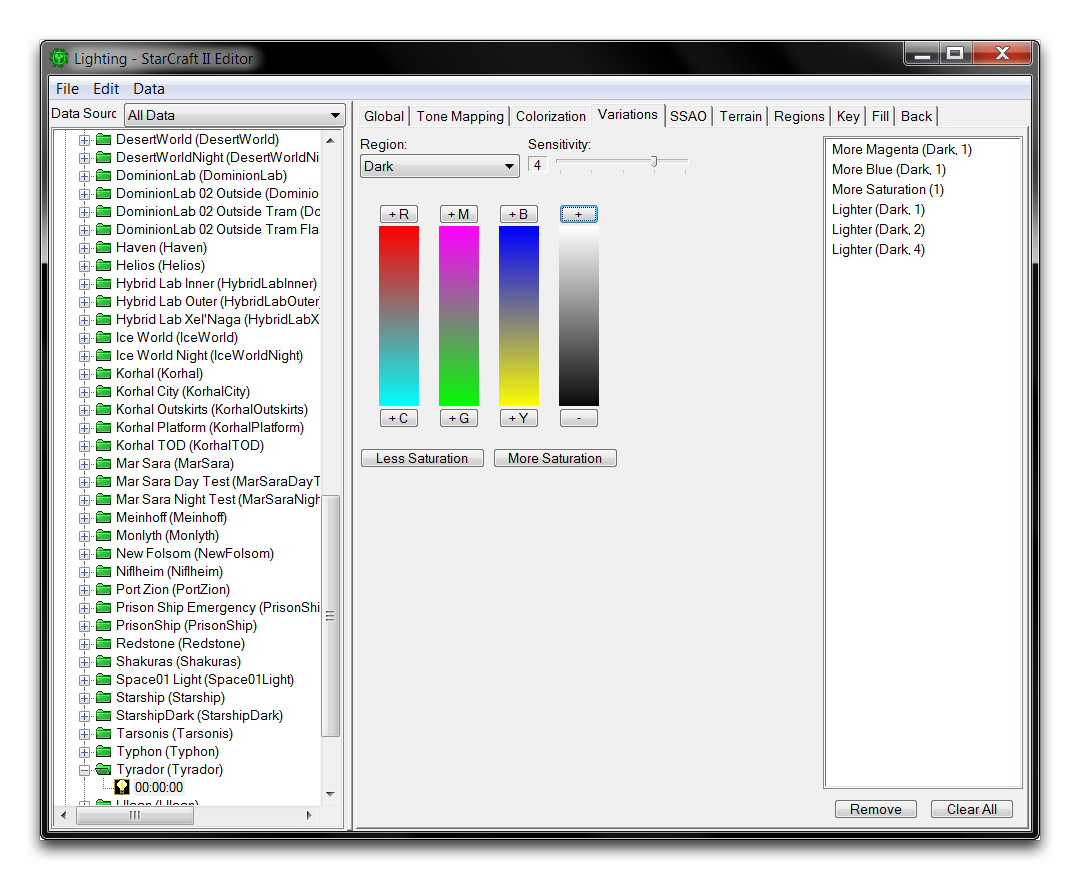 Lighting - StarCraft II Editor
File Edit Data
Data Sourc All Data
DesertWorld (DesertWorld)
DesertWorldNight (DesertWorldNi
DominionLab (DominionLab)
DominionLab 02 Outside (Dominio
DominionLab 02 Outside Tram (Do
DominionLab 02 Outside Tram Fla
Haven (Haven)
Helios (Helios)
Hybrid Lab Inner (HybridLabInner)
Hybrid Lab Outer (HybridLabOuter
Hybrid Lab Xel'Naga (HybridLabX
Ice World (IceWorld)
Ice World Night (IceWorldNight)
Korhal (Korhal)
Korhal City (KorhalCity)
Korhal Outskirts (KorhalOutskirts)
Korhal Platform (KorhalPlatform)
Korhal TOD (KorhalTOD)
Mar Sara (MarSara)
Mar Sara Day Test (MarSaraDayT
Mar Sara Night Test (MarSaraNigh
Meinhoff (Meinhoff)
Monlyth (Monlyth)
New Folsom (NewFolsom)
Niflheim (Niflheim)
Port Zion (PortZion)
Prison Ship Emergency (PrisonShi
PrisonShip (PrisonShip)
Redstone (Redstone)
Shakuras (Shakuras)
Space01 Light (Space01Light)
Starship (Starship)
StarshipDark (StarshipDark)
Tarsonis (Tarsonis)
Typhon (Typhon)
Tyrador (Tyrador)
00:00:00
Global Tone Mapping Colorization Variations SSAO Terrain Regions Key Fill Back
Region: Sensitivity:
Dark 4
+R +M +B +
+C +G +Y -
Less Saturation More Saturation
More Magenta (Dark, 1)
More Blue (Dark, 1)
More Saturation (1)
Lighter (Dark, 1)
Lighter (Dark, 2)
Lighter (Dark, 4)
Remove Clear All